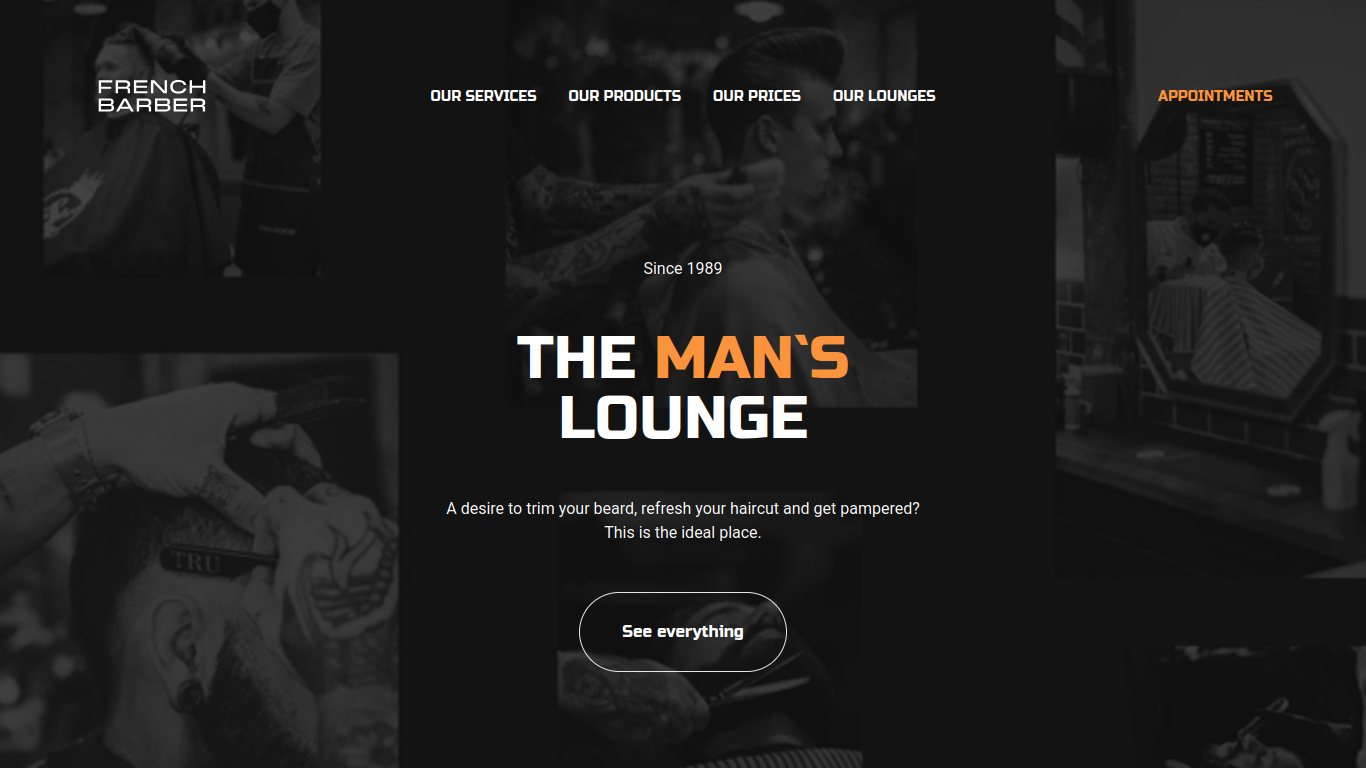 FRENCH
BARBER
OUR SERVICES
OUR PRODUCTS
OUR PRICES
OUR LOUNGES
APPOINTMENTS
Since 1989
THE MAN`S
LOUNGE
A desire to trim your beard, refresh your haircut and get pampered?
This is the ideal place.
TRU
See everything